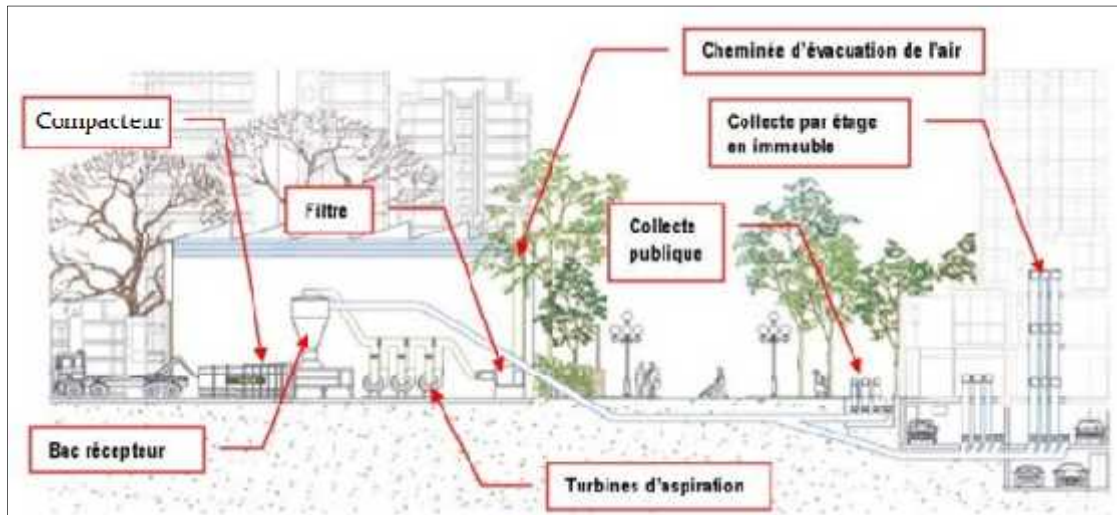 Cheminée d'évacuation de l'air
Compacteur
Collecte par étage
en immeuble
Filtre
Collecte
publique
Bac récepteur
Turbines d'aspiration